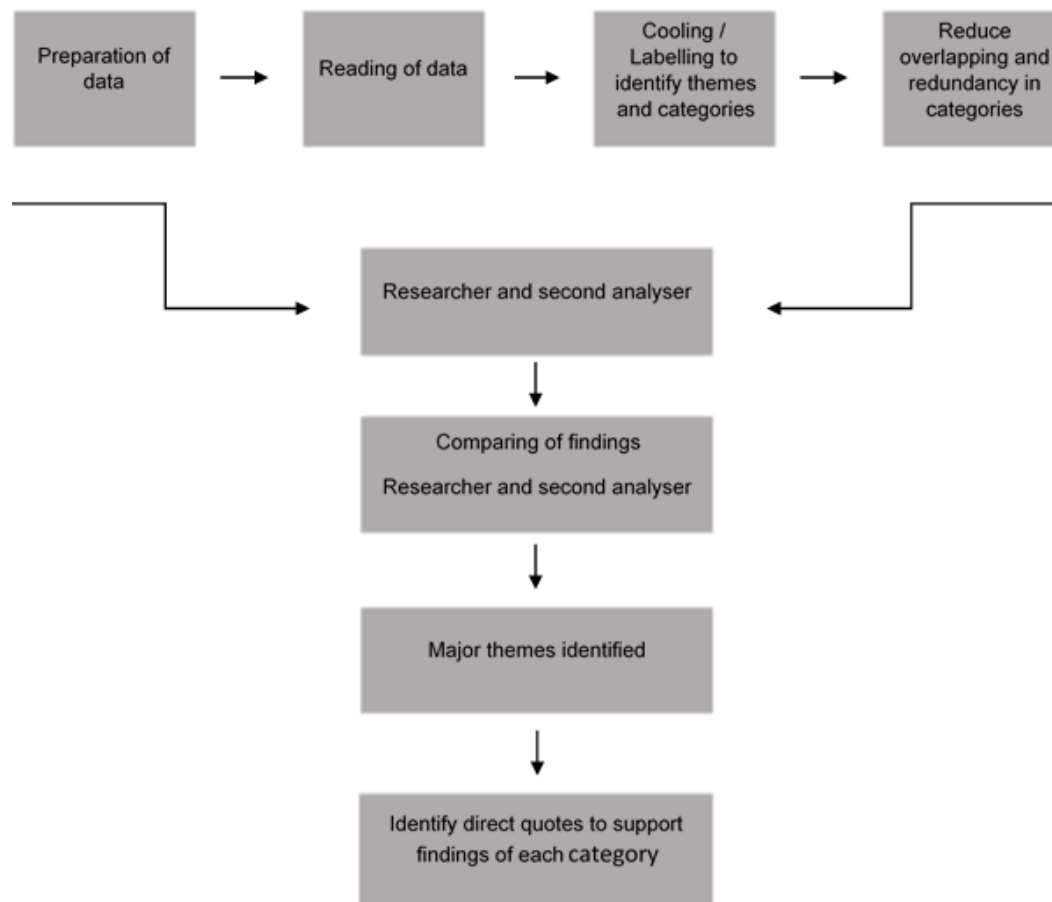 Preparation of
data
Reading of data
Cooling /
Labelling to
identify themes
and categories
Reduce
overlapping and
redundancy in
categories
Researcher and second analyser
Comparing of findings
Researcher and second analyser
Major themes identified
Identify direct quotes to support
findings of each category